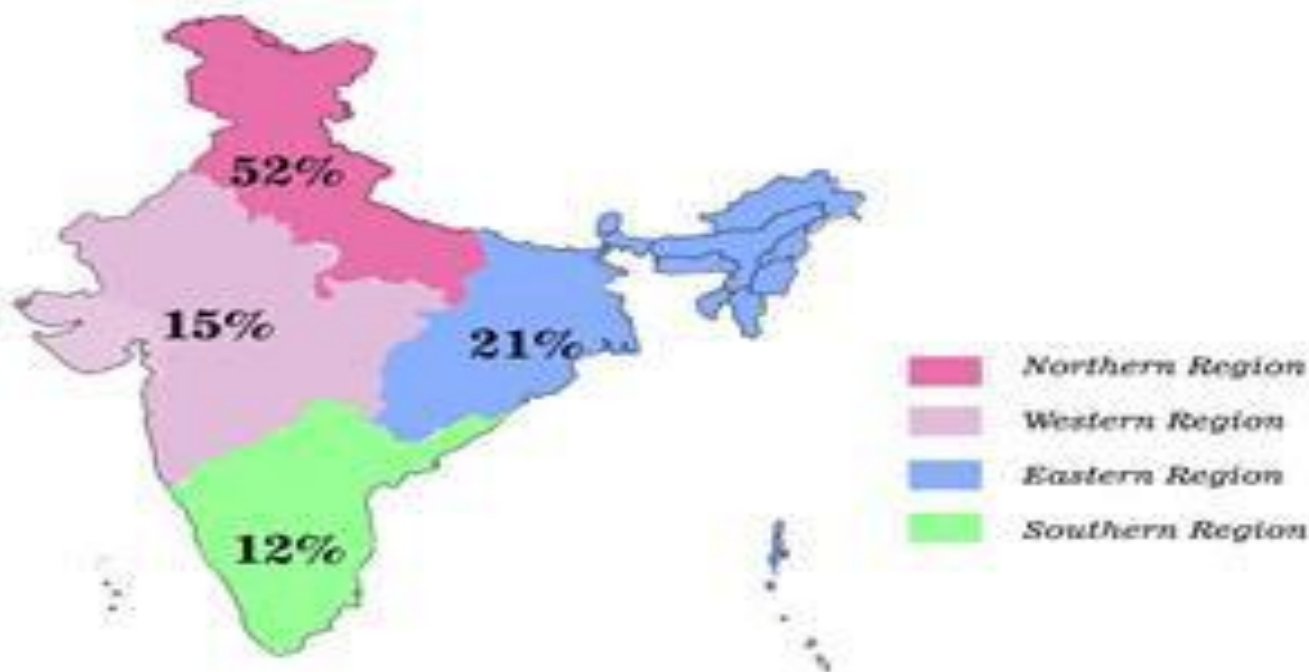 52%
15%
21%
12%
Northern Region
Western Region
Eastern Region
Southern Region